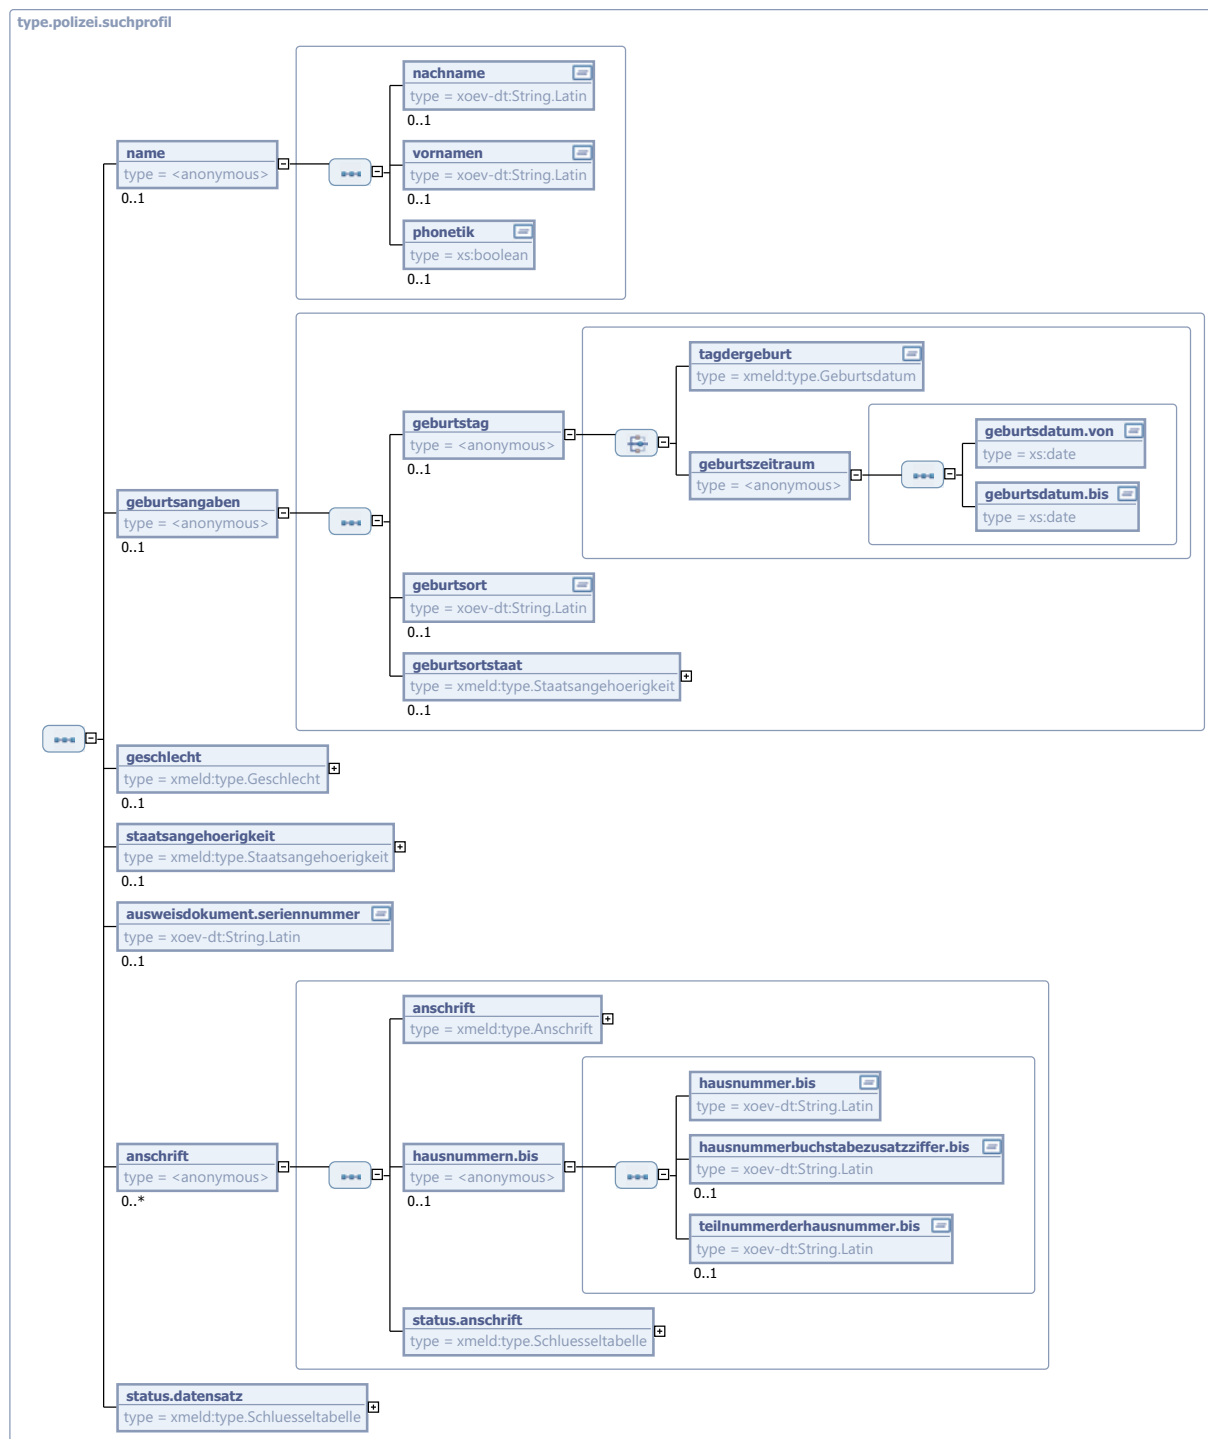 type.polizei.suchprofil
name
type = <anonymous>
0..1
nachname
type = xoev-dt:String.Latin
0..1
vornamen
type = xoev-dt:String.Latin
0..1
phonetik
type = xs:boolean
0..1
geburtsangaben
type = <anonymous>
0..1
geburtstag
type = <anonymous>
0..1
tagdergeburt
type = xmeld:type.Geburtsdatum
geburtszeitraum
type = <anonymous>
geburtsdatum.von
type = xs:date
geburtsdatum.bis
type = xs:date
geburtsort
type = xoev-dt:String.Latin
0..1
geburtsortstaat
type = xmeld:type.Staatsangehoerigkeit
0..1
geschlecht
type = xmeld:type.Geschlecht
0..1
staatsangehoerigkeit
type = xmeld:type.Staatsangehoerigkeit
0..1
ausweisdokument.seriennummer
type = xoev-dt:String.Latin
0..1
anschrift
type = <anonymous>
0..*
anschrift
type = xmeld:type.Anschrift
hausnummern.bis
type = <anonymous>
0..1
hausnummer.bis
type = xoev-dt:String.Latin
hausnummerbuchstabezusatzziffer.bis
type = xoev-dt:String.Latin
0..1
teilnummerderhausnummer.bis
type = xoev-dt:String.Latin
0..1
status.anschrift
type = xmeld:type.Schluesseltabelle
status.datensatz
type = xmeld:type.Schluesseltabelle